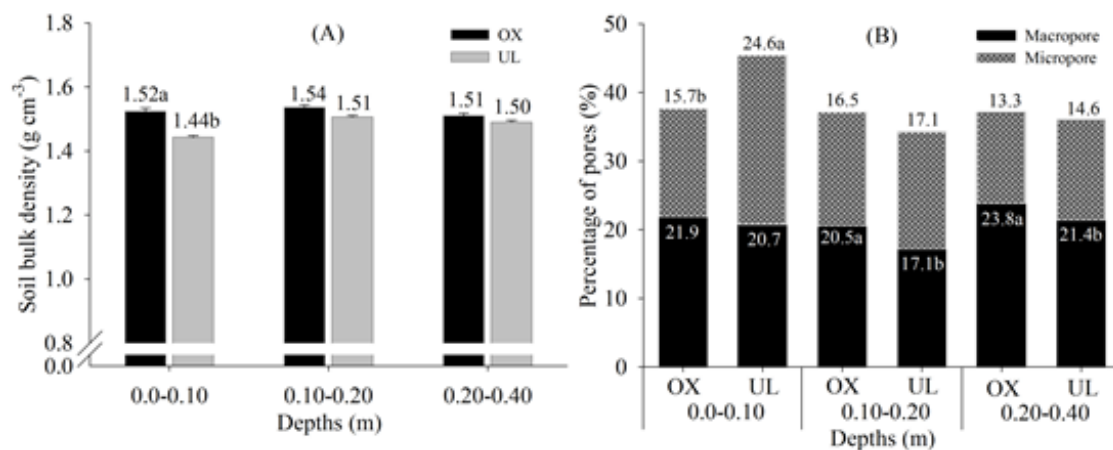 (A)
OX
UL
1.8
1.6
1.4
1.2
1.0
0.8
0.0
Soil bulk density (g cm-3)
1.52a
1.44b
1.54
1.51
1.51
1.50
0.0-0.10
0.10-0.20
0.20-0.40
Depths (m)
(B)
Macropore
Micropore
50
40
30
20
10
0
Percentage of pores (%)
15.7b
24.6a
16.5
17.1
13.3
14.6
21.9
20.7
20.5a
17.1b
23.8a
21.4b
OX UL OX UL OX UL
0.0-0.10 0.10-0.20 0.20-0.40
Depths (m)